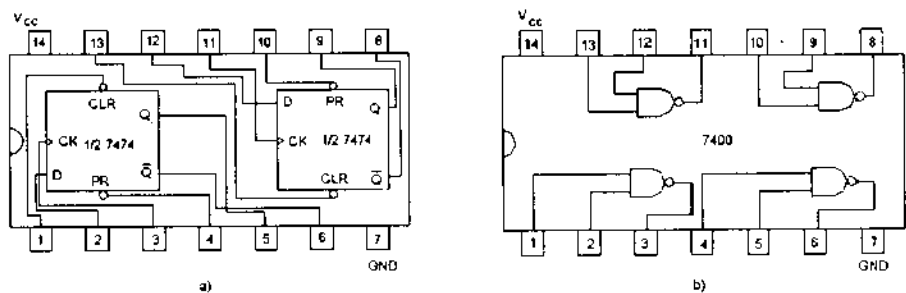 VCC
14 13 12 11 10 9 8
CLR
Q
CK 1/2 7474
D
Q̅
PR
D PR
Q
CK 1/2 7474
CLR Q̅
1 2 3 4 5 6 7
GND
a)
VCC
14 13 12 11 10 9 8
7400
1 2 3 4 5 6 7
GND
b)